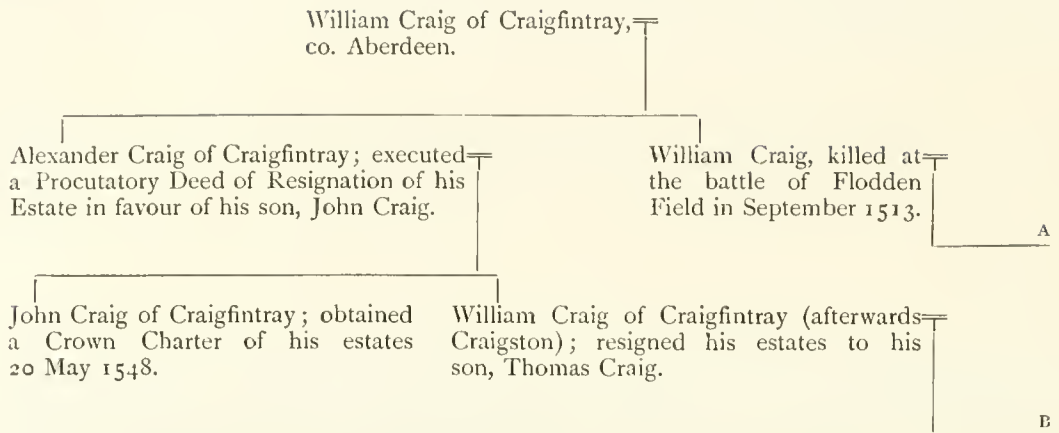 William Craig of Craigfintray,
co. Aberdeen.
Alexander Craig of Craigfintray; executed
a Procutatory Deed of Resignation of his
Estate in favour of his son, John Craig.
William Craig, killed at
the battle of Flodden
Field in September 1513.
A
John Craig of Craigfintray; obtained
a Crown Charter of his estates
20 May 1548.
William Craig of Craigfintray (afterwards
Craigston); resigned his estates to his
son, Thomas Craig.
B